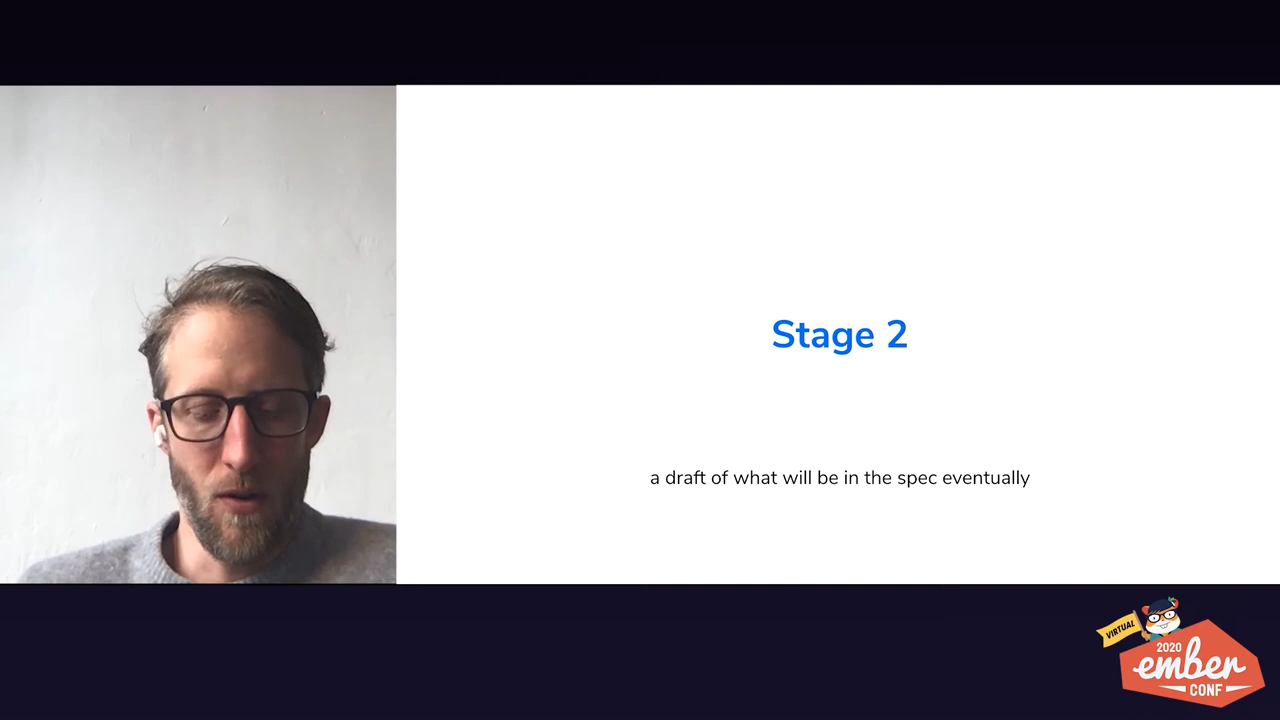 Stage 2
a draft of what will be in the spec eventually
VIRTUAL
2020
ember
CONF